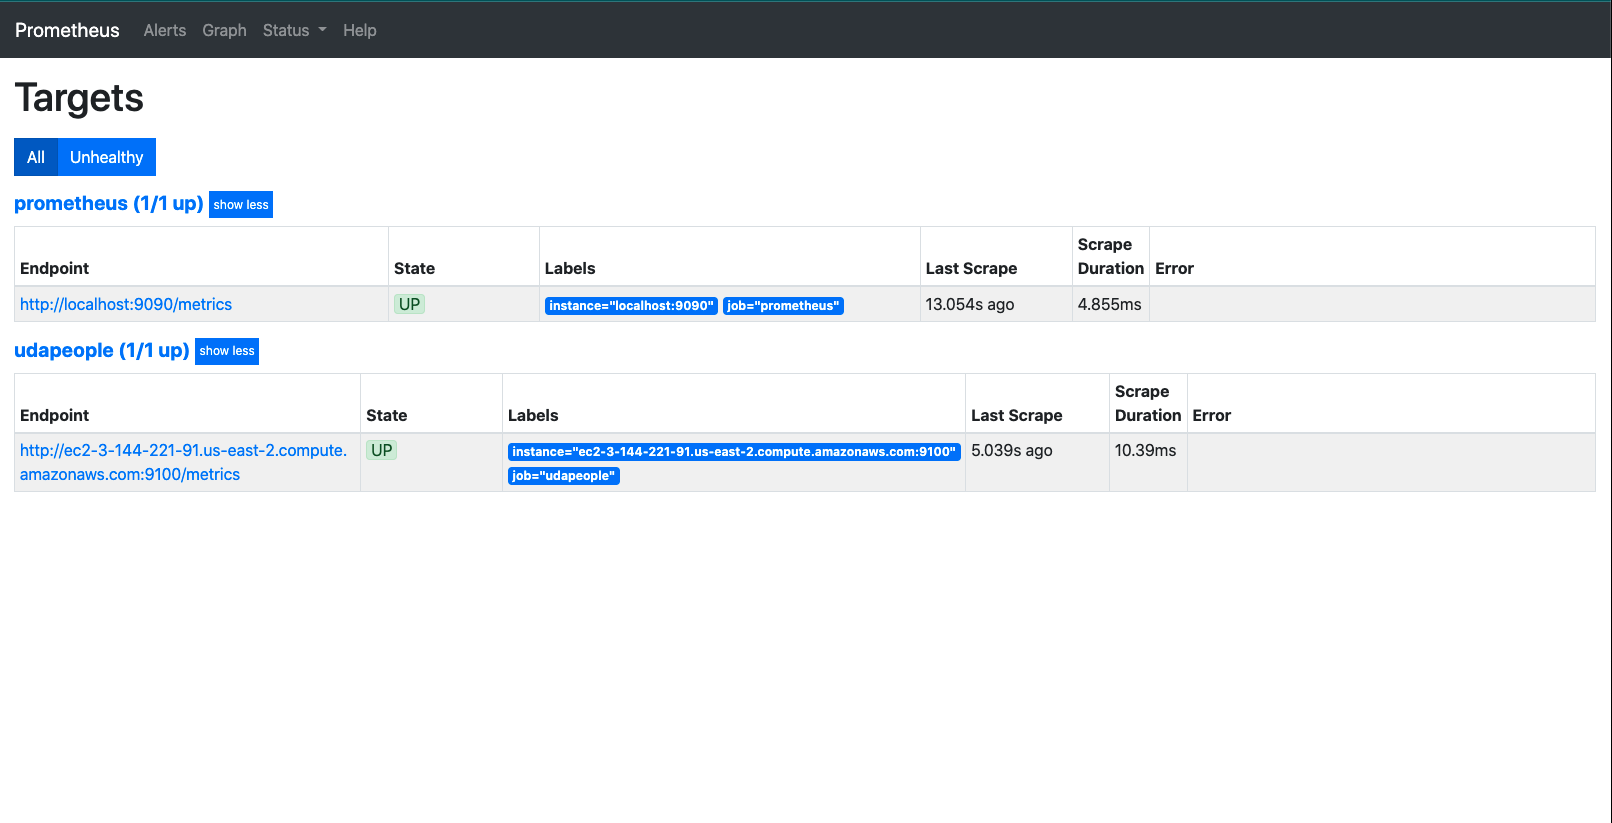 Prometheus Alerts Graph Status Help
Targets
All Unhealthy
prometheus (1/1 up) show less
Endpoint State Labels Last Scrape Scrape Duration Error
http://localhost:9090/metrics UP instance="localhost:9090" job="prometheus" 13.054s ago 4.855ms
udapeople (1/1 up) show less
Endpoint State Labels Last Scrape Scrape Duration Error
http://ec2-3-144-221-91.us-east-2.compute. UP instance="ec2-3-144-221-91.us-east-2.compute.amazonaws.com:9100" 5.039s ago 10.39ms
amazonaws.com:9100/metrics job="udapeople"